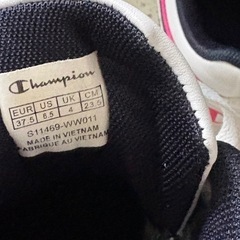 Champion
EUR US UK CM
37.5 6.5 4 23.5
S11469-WW011
MADE IN VIETNAM
FABRIQUE AU VIETNAM